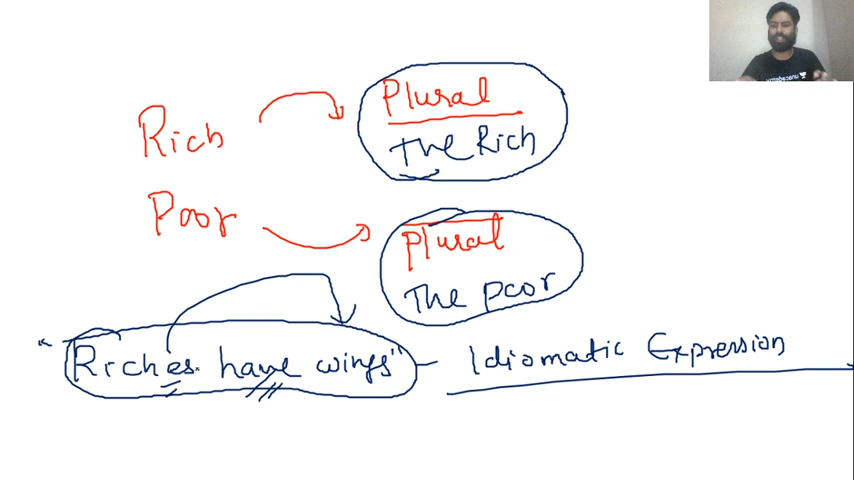 Plural
Rich
The Rich
Poor
Plural
The poor
"Riches have wings" - Idiomatic Expression